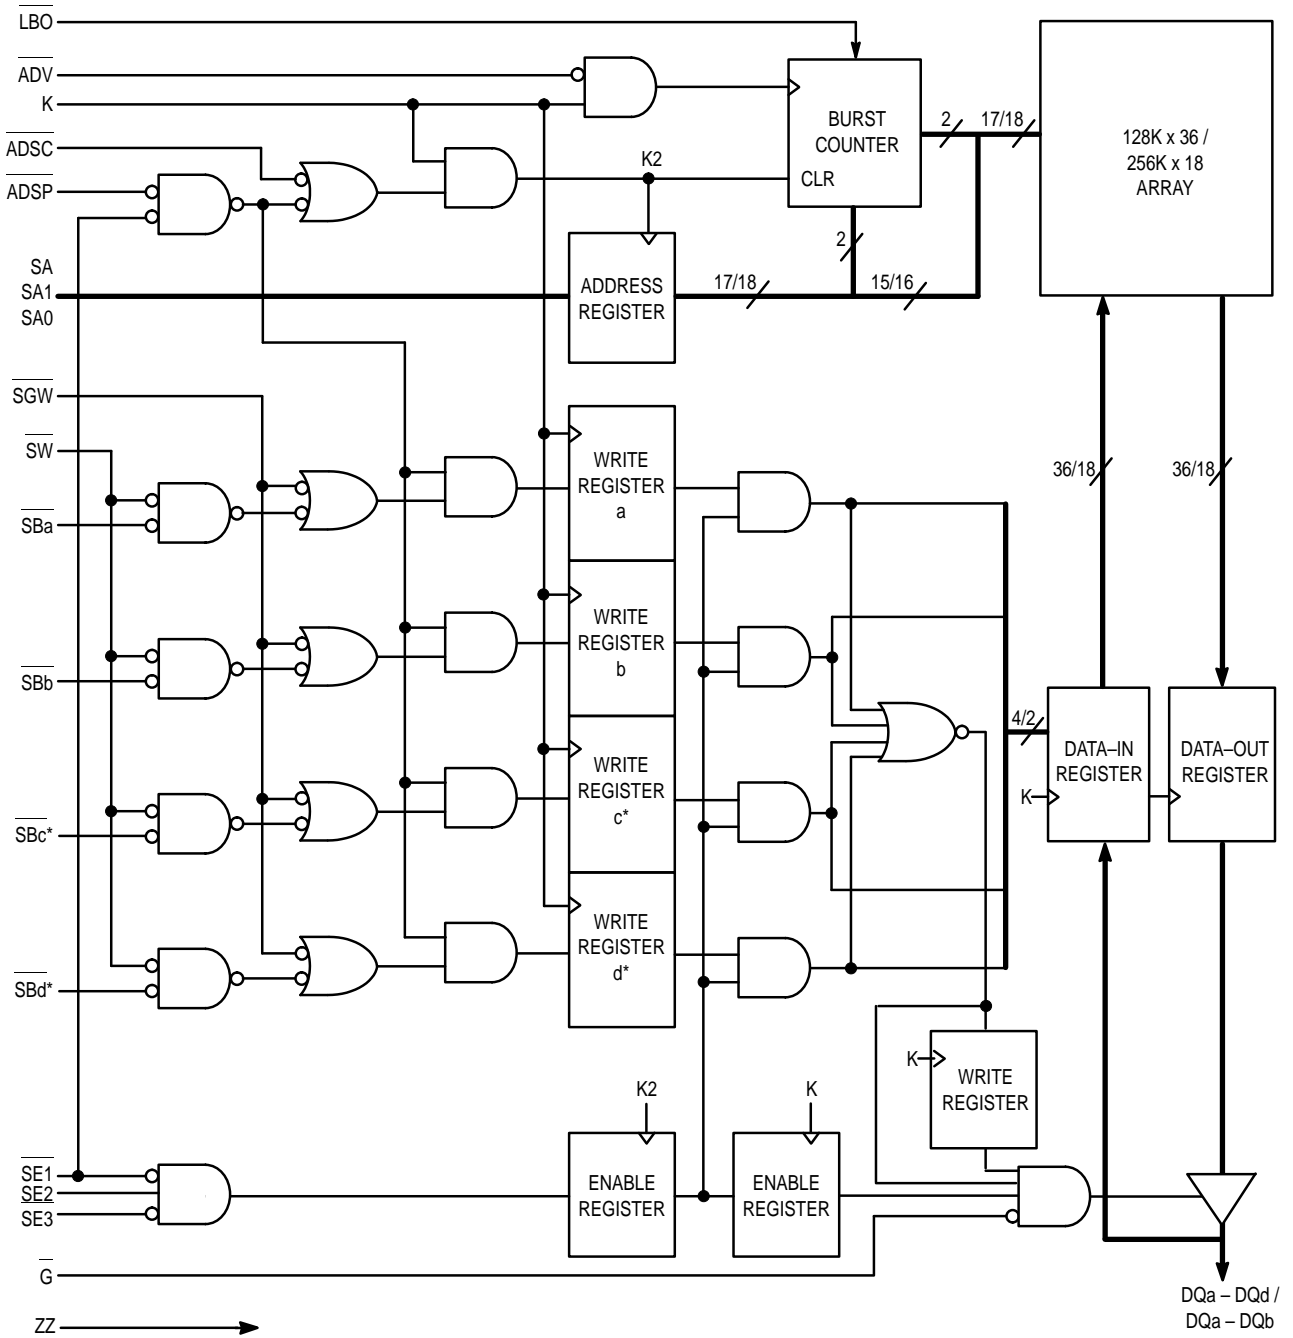 LBO
ADV
K
ADSC
ADSP
K2
BURST
COUNTER
CLR
2
17/18
128K x 36 /
256K x 18
ARRAY
SA
SA1
SA0
ADDRESS
REGISTER
17/18
2
15/16
SGW
SW
SBa
WRITE
REGISTER
a
36/18
36/18
SBb
WRITE
REGISTER
b
SBc*
WRITE
REGISTER
c*
4/2
DATA–IN
REGISTER
K
DATA–OUT
REGISTER
SBd*
WRITE
REGISTER
d*
K
WRITE
REGISTER
K2
K
SE1
SE2
SE3
ENABLE
REGISTER
ENABLE
REGISTER
G
ZZ
DQa – DQd /
DQa – DQb